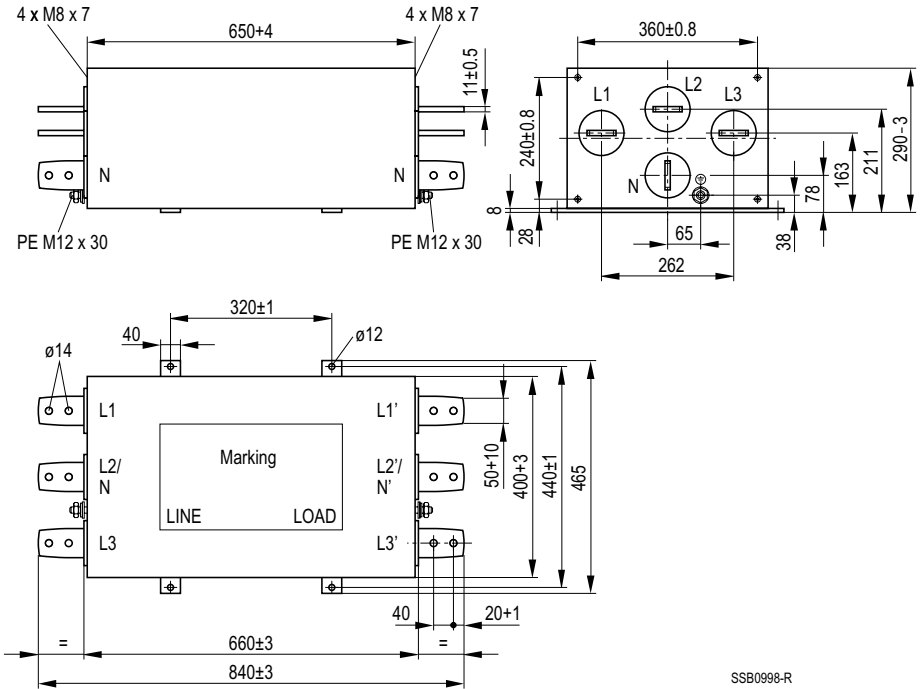 4 x M8 x 7
650+4
4 x M8 x 7
11±0.5
N
N
PE M12 x 30
PE M12 x 30
360±0.8
L1
L2
L3
N
240±0.8
8
28
65
262
38
78
163
211
290-3
320±1
40
ø12
ø14
L1
L2/
N
L3
Marking
LINE
LOAD
L1'
L2'/
N'
L3'
50+10
400+3
440±1
465
40
20+1
=
660±3
=
840±3
SSB0998-R